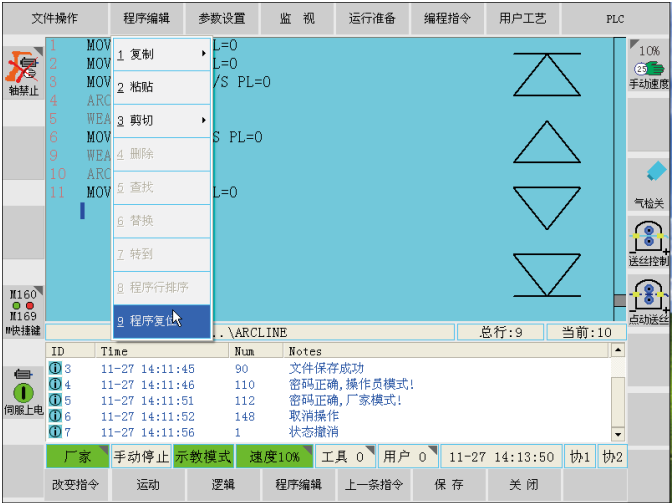 文件操作 程序编辑 参数设置 监 视 运行准备 编程指令 用户工艺 PLC
轴禁止
1 MOV L=0
2 MOV L=0
3 MOV /S PL=0
4 ARC
5 WEA
6 MOV S PL=0
9 WEA
10 ARC
11 MOV L=0
1 复制
2 粘贴
3 剪切
4 删除
5 查找
6 替换
7 转到
8 程序行排序
9 程序复位
10%
25
手动速度
气检关
送丝控制
点动送丝
M160
M169
M快捷键
伺服上电
..\ARCLINE 总行:9 当前:10
ID Time Num Notes
3 11-27 14:11:45 90 文件保存成功
4 11-27 14:11:46 110 密码正确,操作员模式!
5 11-27 14:11:51 112 密码正确,厂家模式!
6 11-27 14:11:52 148 取消操作
7 11-27 14:11:56 1 状态撤消
厂家 手动停止 示教模式 速度10% 工具 0 用户 0 11-27 14:13:50 协1 协2
改变指令 运动 逻辑 程序编辑 上一条指令 保 存 关 闭